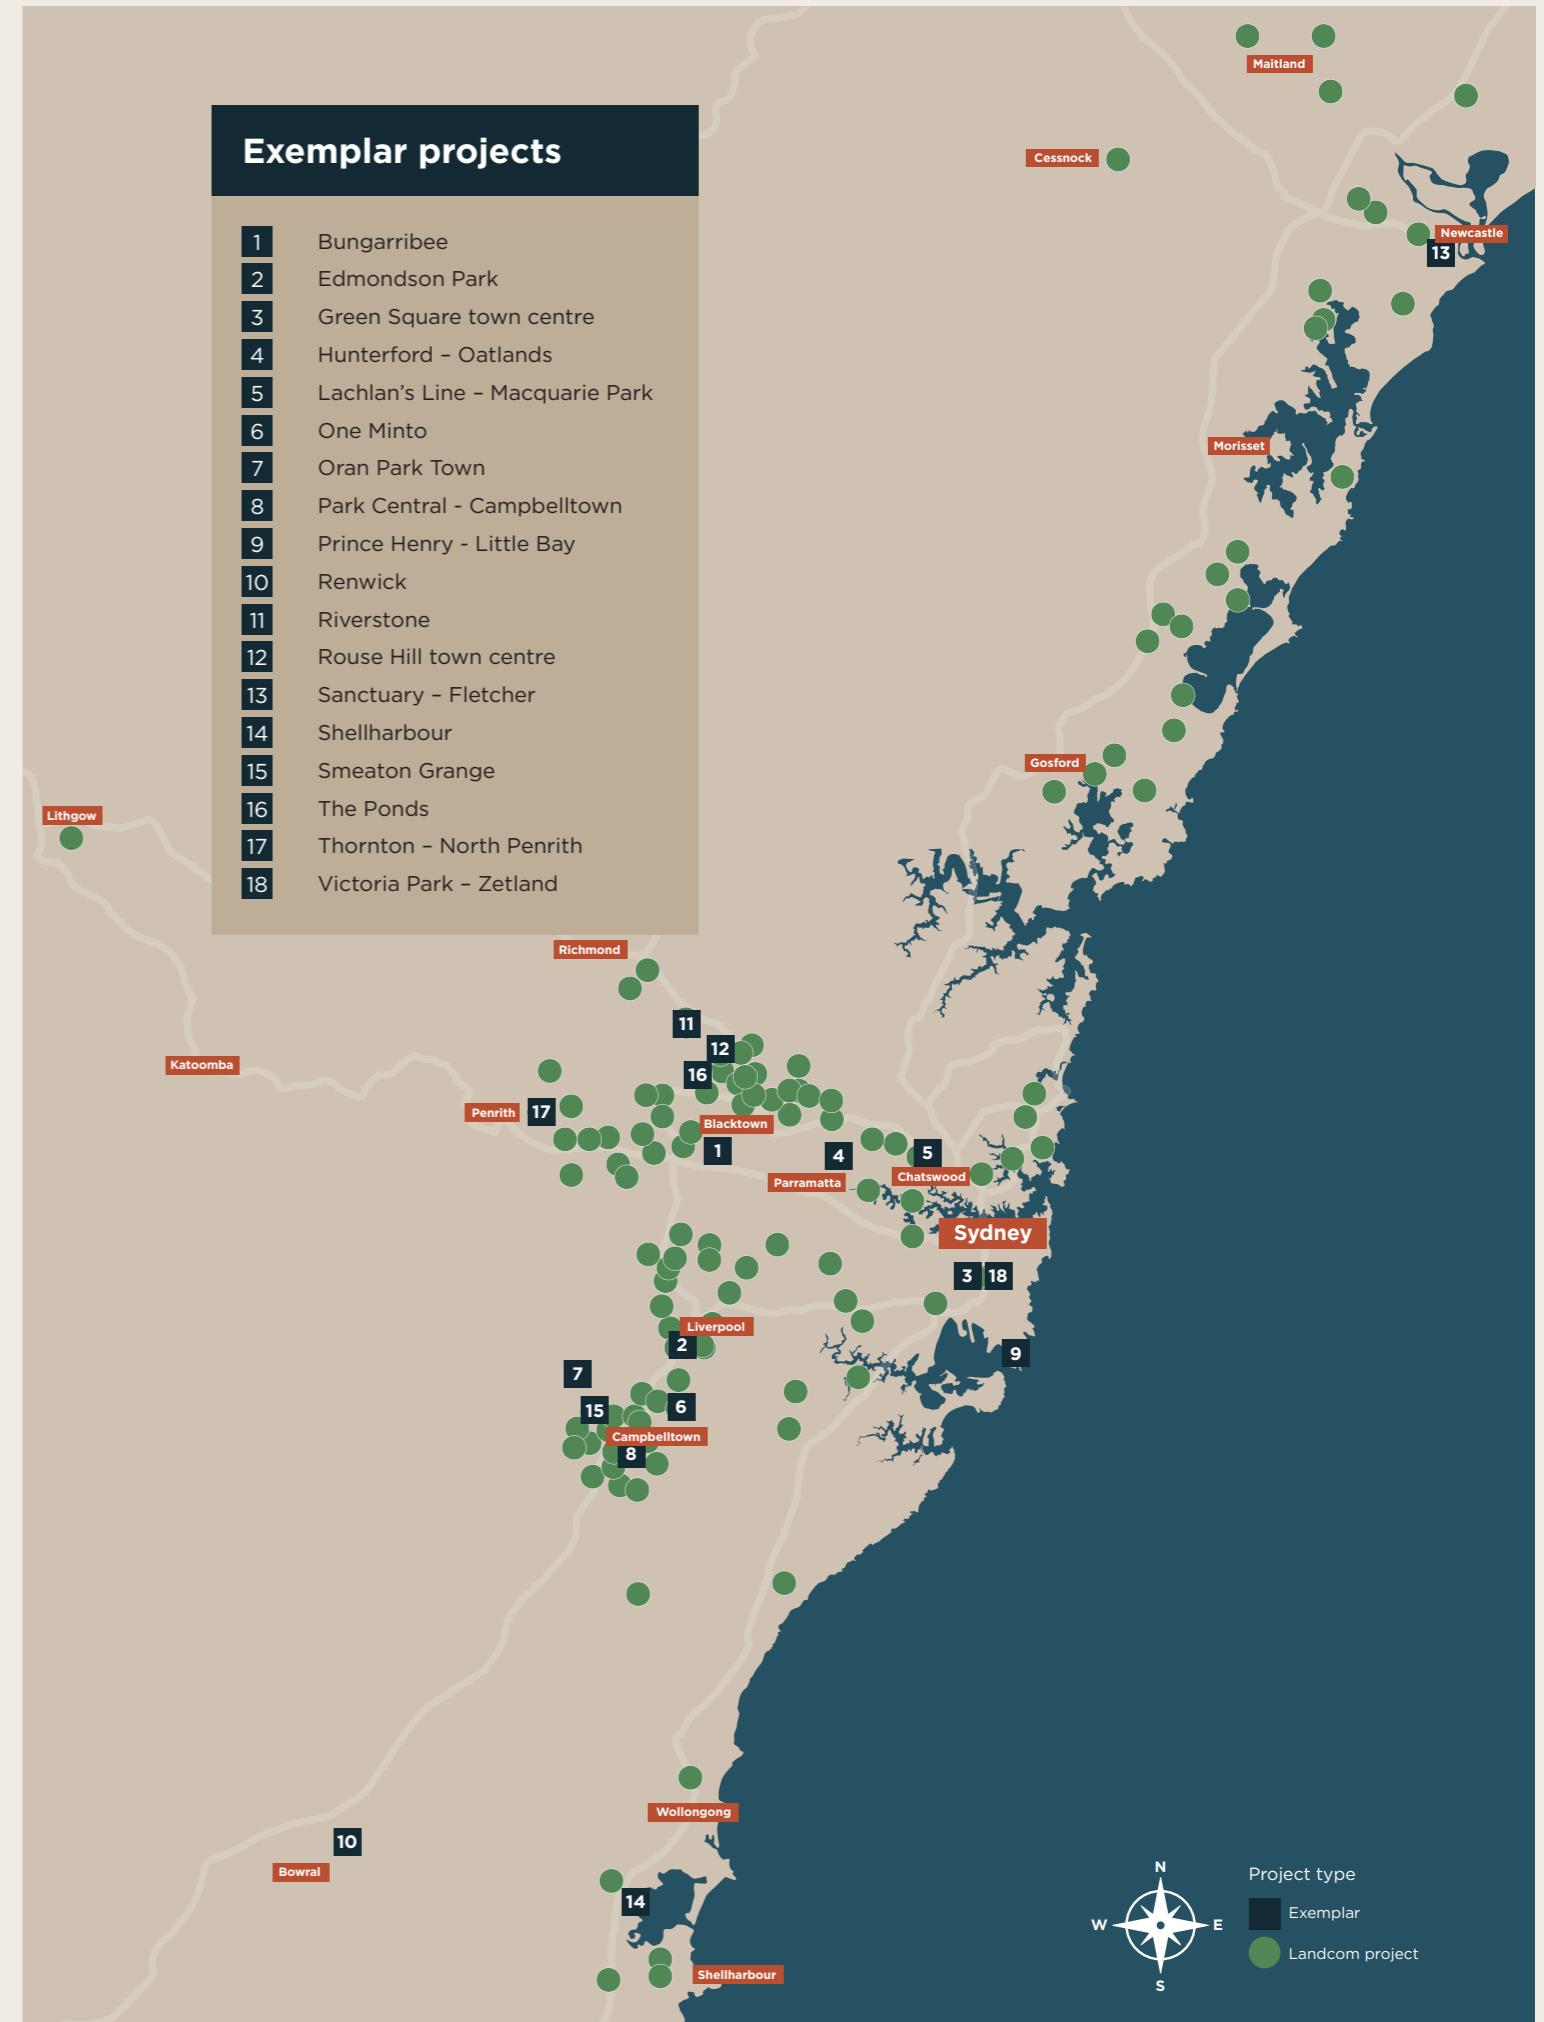 Maitland
Exemplar projects
Cessnock
1 Bungarribee
2 Edmondson Park
3 Green Square town centre
4 Hunterford – Oatlands
5 Lachlan's Line – Macquarie Park
6 One Minto
7 Oran Park Town
8 Park Central - Campbelltown
9 Prince Henry - Little Bay
10 Renwick
11 Riverstone
12 Rouse Hill town centre
13 Sanctuary – Fletcher
14 Shellharbour
15 Smeaton Grange
16 The Ponds
17 Thornton – North Penrith
18 Victoria Park – Zetland
Newcastle
13
Morisset
Gosford
Lithgow
Richmond
11
12
Katoomba
16
Penrith
17
Blacktown
1
4
5
Parramatta
Chatswood
Sydney
3
18
Liverpool
2
9
7
15
6
Campbelltown
8
Wollongong
10
Bowral
14
Shellharbour
N
W
E
S
Project type
Exemplar
Landcom project